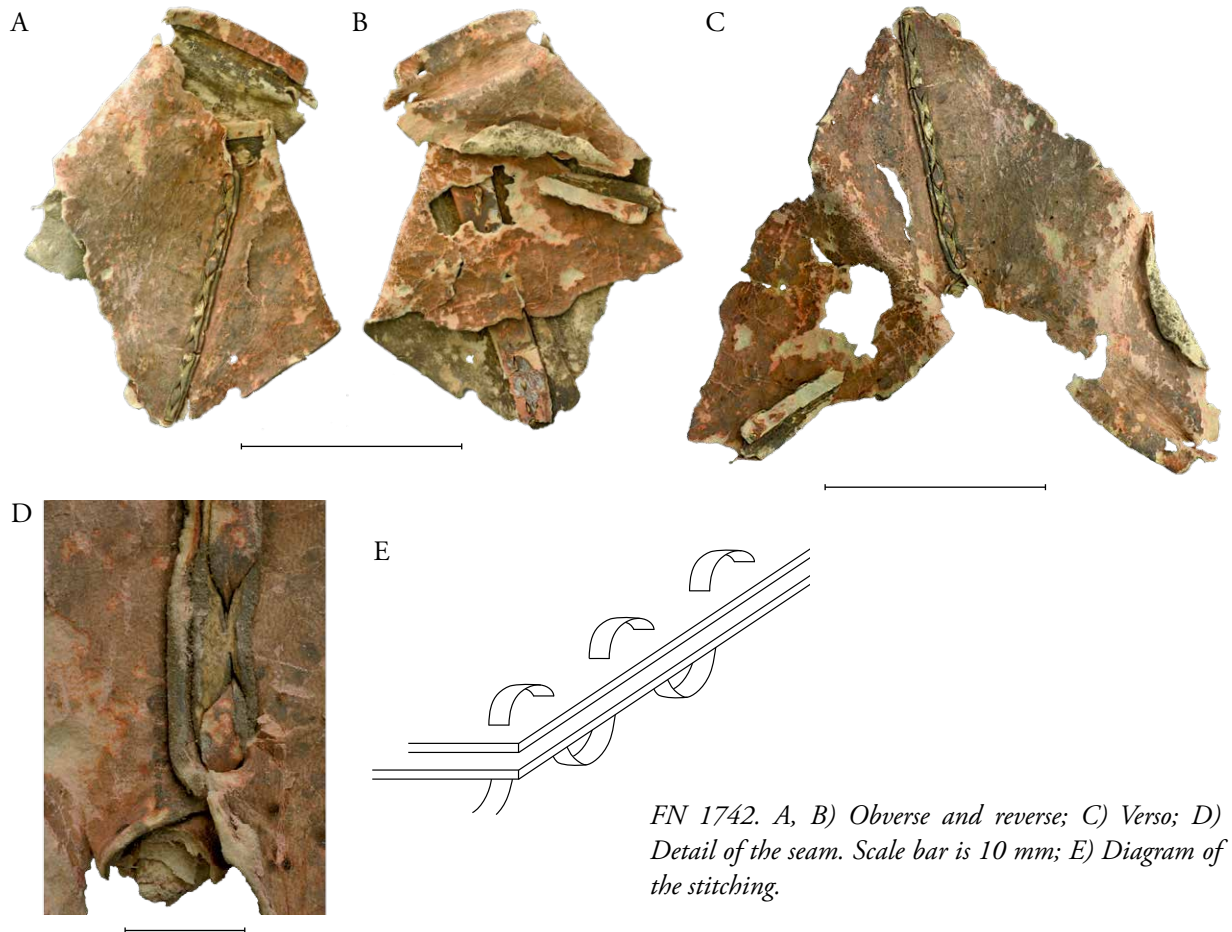 A
B
C
D
E
FN 1742. A, B) Obverse and reverse; C) Verso; D)
Detail of the seam. Scale bar is 10 mm; E) Diagram of
the stitching.